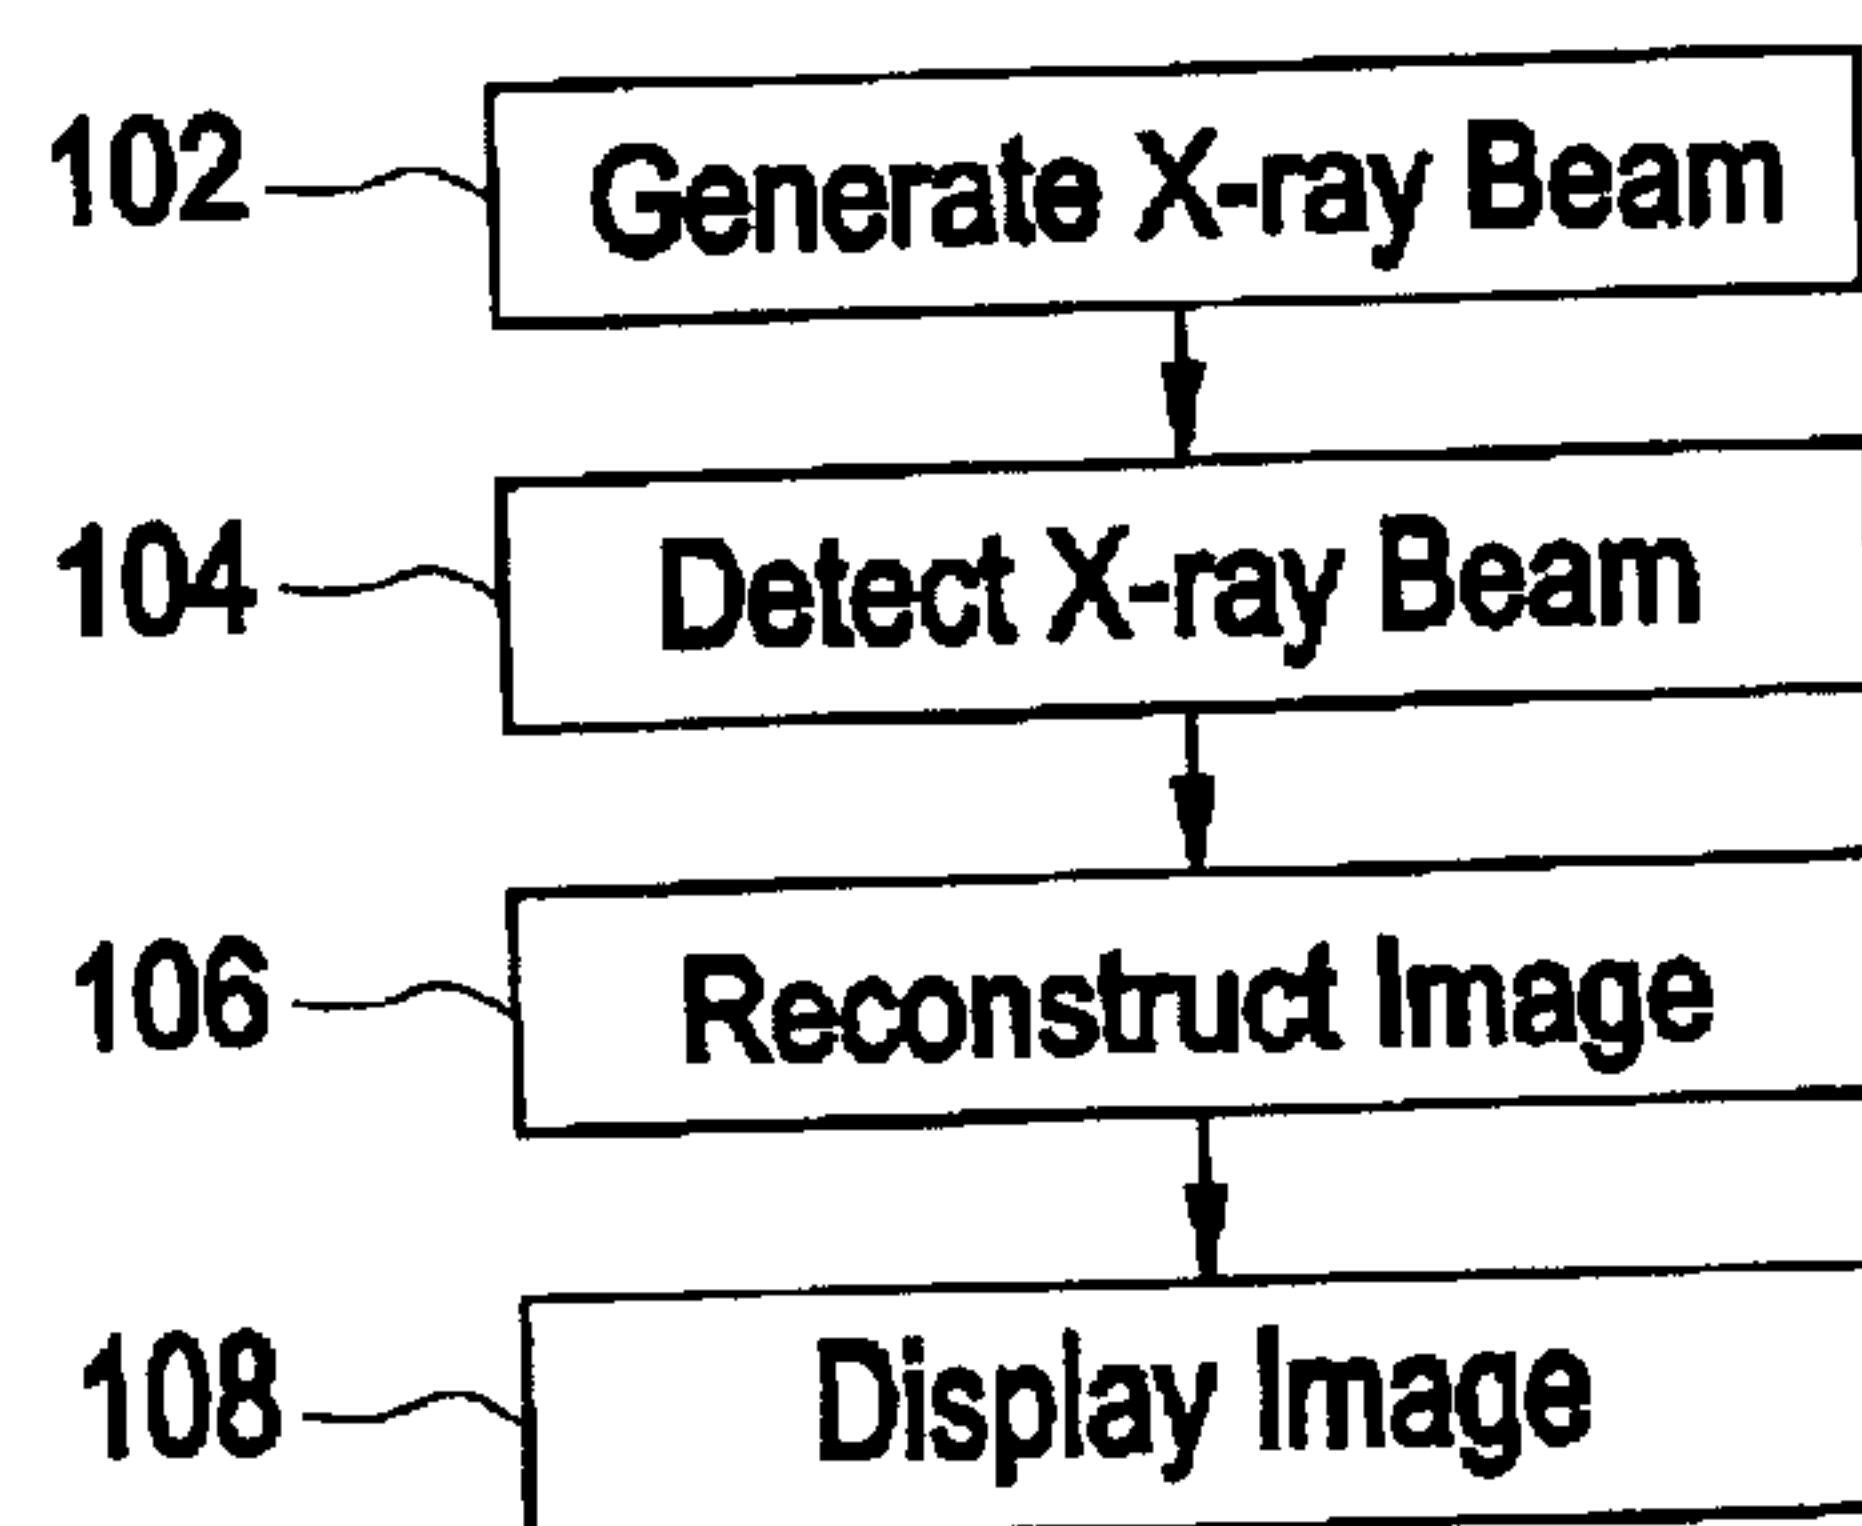 102 Generate X-ray Beam
104 Detect X-ray Beam
106 Reconstruct Image
108 Display Image